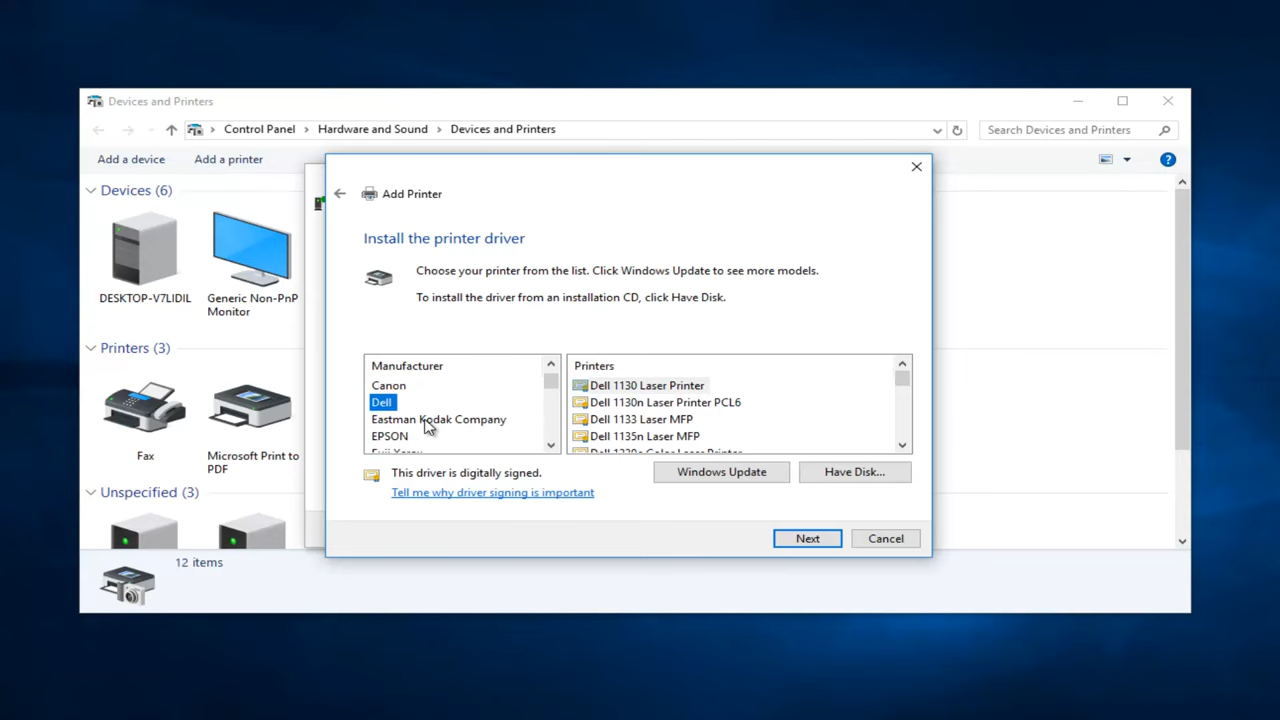 Devices and Printers
Control Panel > Hardware and Sound > Devices and Printers
Search Devices and Printers
Add a device
Add a printer
?
Devices (6)
DESKTOP-V7LIDIL
Generic Non-PnP
Monitor
Printers (3)
Fax
Microsoft Print to
PDF
Unspecified (3)
12 items
Add Printer
Install the printer driver
Choose your printer from the list. Click Windows Update to see more models.
To install the driver from an installation CD, click Have Disk.
Manufacturer
Canon
Dell
Eastman Kodak Company
EPSON
Fuji Xerox
Printers
Dell 1130 Laser Printer
Dell 1130n Laser Printer PCL6
Dell 1133 Laser MFP
Dell 1135n Laser MFP
This driver is digitally signed.
Tell me why driver signing is important
Windows Update
Have Disk...
Next
Cancel